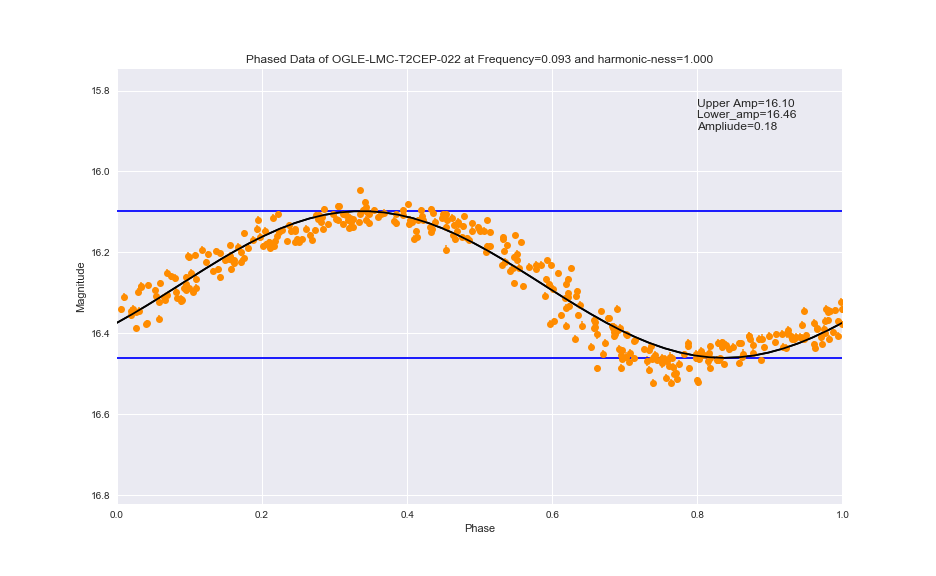 Phased Data of OGLE-LMC-T2CEP-022 at Frequency=0.093 and harmonic-ness=1.000
Upper Amp=16.10
Lower_amp=16.46
Ampliude=0.18
15.8
16.0
16.2
16.4
16.6
16.8
Magnitude
0.0
0.2
0.4
0.6
0.8
1.0
Phase